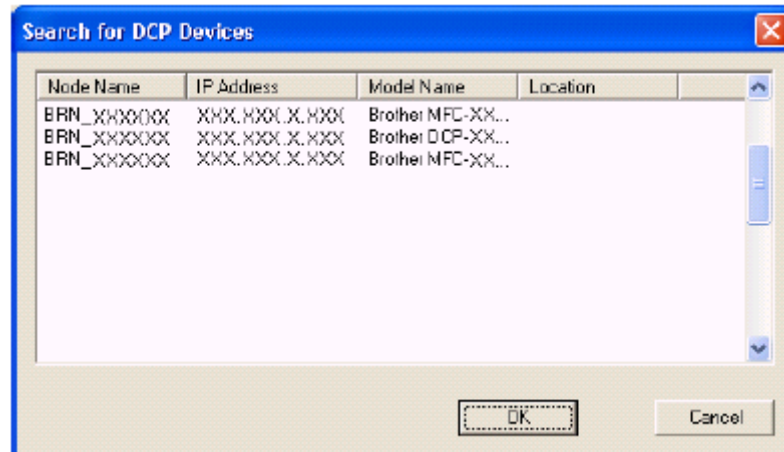 Search for DCP Devices
Node Name IP Address Model Name Location
BRN_XXXXXX XXX.XXX.X.XXX Brother MFC-XX...
BRN_XXXXXX XXX.XXX.X.XXX Brother DCP-XX...
BRN_XXXXXX XXX.XXX.X.XXX Brother MFC-XX...
OK Cancel